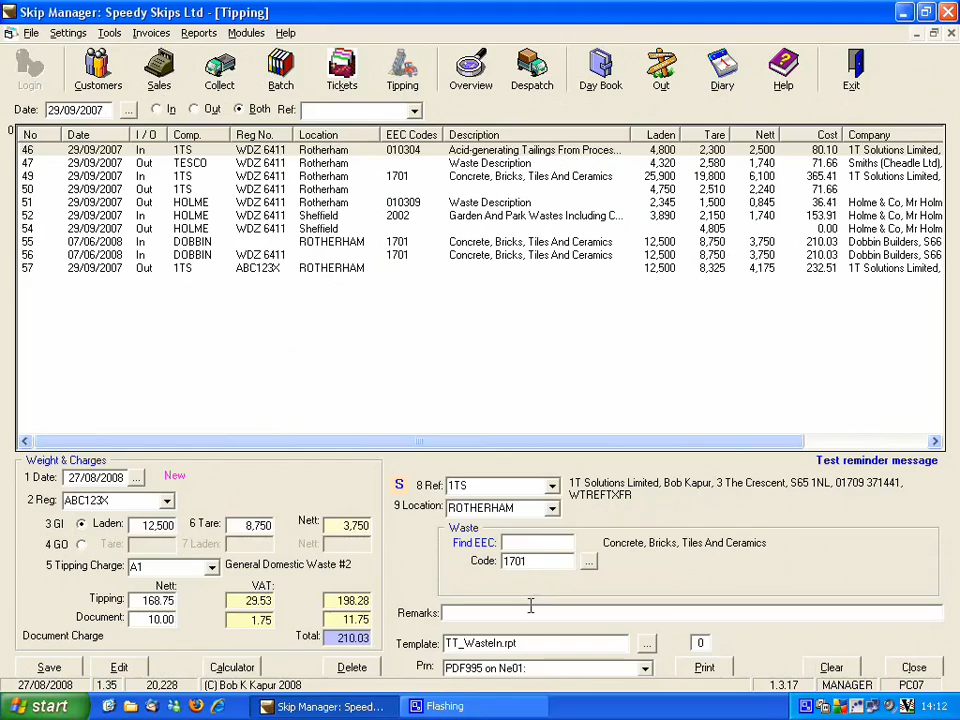 Skip Manager: Speedy Skips Ltd - [Tipping]
File Settings Tools Invoices Reports Modules Help
Login Customers Sales Collect Batch Tickets Tipping Overview Despatch Day Book Out Diary Help Exit
Date: 29/09/2007 ... In Out Both Ref:
0
No Date I / O Comp. Reg No. Location EEC Codes Description Laden Tare Nett Cost Company
46 29/09/2007 In 1TS WDZ 6411 Rotherham 010304 Acid-generating Tailings From Proces... 4,800 2,300 2,500 80.10 1T Solutions Limited,
47 29/09/2007 Out TESCO WDZ 6411 Rotherham Waste Description 4,320 2,580 1,740 71.66 Smiths (Cheadle Ltd),
49 29/09/2007 In 1TS WDZ 6411 Rotherham 1701 Concrete, Bricks, Tiles And Ceramics 25,900 19,800 6,100 365.41 1T Solutions Limited,
50 29/09/2007 Out 1TS WDZ 6411 Rotherham 4,750 2,510 2,240 71.66 1T Solutions Limited,
51 29/09/2007 Out HOLME WDZ 6411 Rotherham 010309 Waste Description 2,345 1,500 0,845 36.41 Holme & Co, Mr Holm
52 29/09/2007 In HOLME WDZ 6411 Sheffield 2002 Garden And Park Wastes Including C... 3,890 2,150 1,740 153.91 Holme & Co, Mr Holm
54 29/09/2007 Out HOLME WDZ 6411 Sheffield 4,805 0.00 Holme & Co, Mr Holm
55 07/06/2008 In DOBBIN ROTHERHAM 1701 Concrete, Bricks, Tiles And Ceramics 12,500 8,750 3,750 210.03 Dobbin Builders, S66
56 07/06/2008 In DOBBIN WDZ 6411 ROTHERHAM 1701 Concrete, Bricks, Tiles And Ceramics 12,500 8,750 3,750 210.03 Dobbin Builders, S66
57 29/09/2007 Out 1TS ABC123X ROTHERHAM 12,500 8,325 4,175 232.51 1T Solutions Limited,
Weight & Charges
Test reminder message
1 Date: 27/08/2008 ... New
2 Reg: ABC123X
3 GI Laden: 12,500 6 Tare: 8,750 Nett: 3,750
4 GO Tare: 7 Laden: Nett:
5 Tipping Charge: A1 General Domestic Waste #2
Nett: VAT:
Tipping: 168.75 29.53 198.28
Document: 10.00 1.75 11.75
Document Charge Total: 210.03
S 8 Ref: 1TS 1T Solutions Limited, Bob Kapur, 3 The Crescent, S65 1NL, 01709 371441,
WTREFTXFR
9 Location: ROTHERHAM
Waste
Find EEC: Concrete, Bricks, Tiles And Ceramics
Code: 1701 ...
Remarks:
Template: TT_WasteIn.rpt ... 0
Prn: PDF995 on Ne01: Print Clear Close
Save Edit Calculator Delete
27/08/2008 1.35 20,228 (C) Bob K Kapur 2008 1.3.17 MANAGER PC07
start Skip Manager: Speed... Flashing 14:12